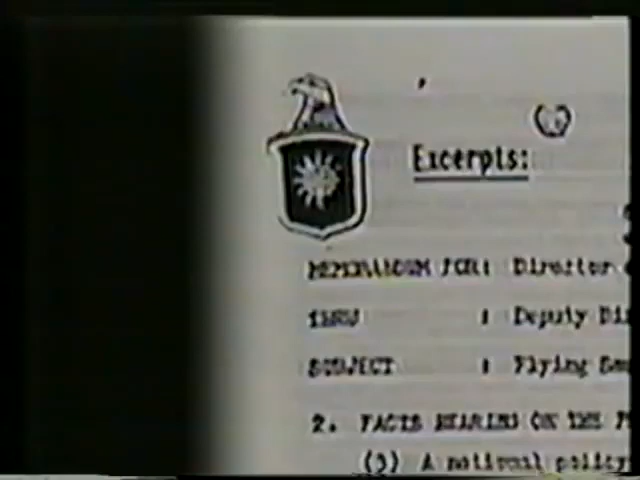 Excerpts:
MEMORANDUM FOR: Director
THRU : Deputy
SUBJECT : Flying
2. FACTS BEARING ON THE
(3) A national policy